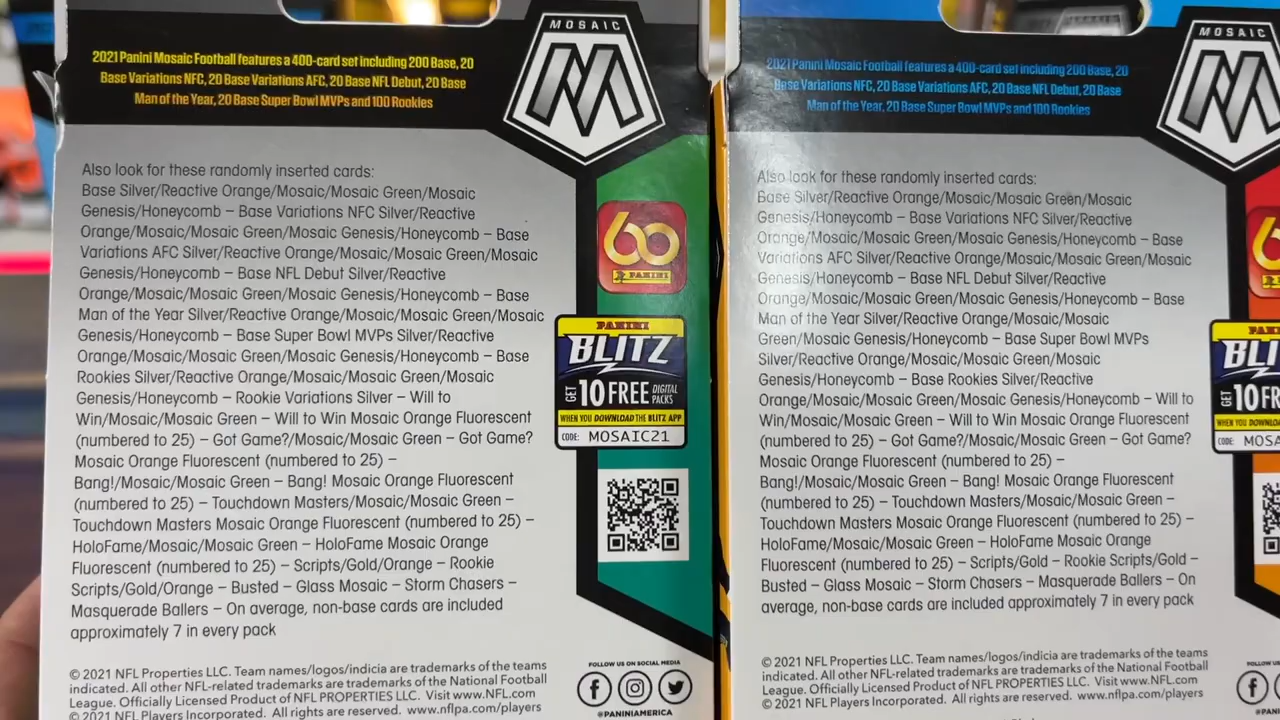 MOSAIC
2021 Panini Mosaic Football features a 400-card set including 200 Base, 20
Base Variations NFC, 20 Base Variations AFC, 20 Base NFL Debut, 20 Base
Man of the Year, 20 Base Super Bowl MVPs and 100 Rookies
Also look for these randomly inserted cards:
Base Silver/Reactive Orange/Mosaic/Mosaic Green/Mosaic
Genesis/Honeycomb – Base Variations NFC Silver/Reactive
Orange/Mosaic/Mosaic Green/Mosaic Genesis/Honeycomb – Base
Variations AFC Silver/Reactive Orange/Mosaic/Mosaic Green/Mosaic
Genesis/Honeycomb – Base NFL Debut Silver/Reactive
Orange/Mosaic/Mosaic Green/Mosaic Genesis/Honeycomb – Base
Man of the Year Silver/Reactive Orange/Mosaic/Mosaic Green/Mosaic
Genesis/Honeycomb – Base Super Bowl MVPs Silver/Reactive
Orange/Mosaic/Mosaic Green/Mosaic Genesis/Honeycomb – Base
Rookies Silver/Reactive Orange/Mosaic/Mosaic Green/Mosaic
Genesis/Honeycomb – Rookie Variations Silver – Will to
Win/Mosaic/Mosaic Green – Will to Win Mosaic Orange Fluorescent
(numbered to 25) – Got Game?/Mosaic/Mosaic Green – Got Game?
Mosaic Orange Fluorescent (numbered to 25) –
Bang!/Mosaic/Mosaic Green – Bang! Mosaic Orange Fluorescent
(numbered to 25) – Touchdown Masters/Mosaic/Mosaic Green –
Touchdown Masters Mosaic Orange Fluorescent (numbered to 25) –
HoloFame/Mosaic/Mosaic Green – HoloFame Mosaic Orange
Fluorescent (numbered to 25) – Scripts/Gold/Orange – Rookie
Scripts/Gold/Orange – Busted – Glass Mosaic – Storm Chasers –
Masquerade Ballers – On average, non-base cards are included
approximately 7 in every pack
© 2021 NFL Properties LLC. Team names/logos/indicia are trademarks of the teams
indicated. All other NFL-related trademarks are trademarks of the National Football
League. Officially Licensed Product of NFL PROPERTIES LLC. Visit www.NFL.com
© 2021 NFL Players Incorporated. All rights are reserved. www.nflpa.com/players
60
PANINI
PANINI
BLITZ
GET 10 FREE DIGITAL PACKS
WHEN YOU DOWNLOAD THE BLITZ APP
CODE: MOSAIC21
FOLLOW US ON SOCIAL MEDIA
@PANINIAMERICA
MOSAIC
2021 Panini Mosaic Football features a 400-card set including 200 Base, 20
Base Variations NFC, 20 Base Variations AFC, 20 Base NFL Debut, 20 Base
Man of the Year, 20 Base Super Bowl MVPs and 100 Rookies
Also look for these randomly inserted cards:
Base Silver/Reactive Orange/Mosaic/Mosaic Green/Mosaic
Genesis/Honeycomb – Base Variations NFC Silver/Reactive
Orange/Mosaic/Mosaic Green/Mosaic Genesis/Honeycomb – Base
Variations AFC Silver/Reactive Orange/Mosaic/Mosaic Green/Mosaic
Genesis/Honeycomb – Base NFL Debut Silver/Reactive
Orange/Mosaic/Mosaic Green/Mosaic Genesis/Honeycomb – Base
Man of the Year Silver/Reactive Orange/Mosaic/Mosaic
Green/Mosaic Genesis/Honeycomb – Base Super Bowl MVPs
Silver/Reactive Orange/Mosaic/Mosaic Green/Mosaic
Genesis/Honeycomb – Base Rookies Silver/Reactive
Orange/Mosaic/Mosaic Green/Mosaic Genesis/Honeycomb – Will to
Win/Mosaic/Mosaic Green – Will to Win Mosaic Orange Fluorescent
(numbered to 25) – Got Game?/Mosaic/Mosaic Green – Got Game?
Mosaic Orange Fluorescent (numbered to 25) –
Bang!/Mosaic/Mosaic Green – Bang! Mosaic Orange Fluorescent
(numbered to 25) – Touchdown Masters/Mosaic/Mosaic Green –
Touchdown Masters Mosaic Orange Fluorescent (numbered to 25) –
HoloFame/Mosaic/Mosaic Green – HoloFame Mosaic Orange
Fluorescent (numbered to 25) – Scripts/Gold – Rookie Scripts/Gold –
Busted – Glass Mosaic – Storm Chasers – Masquerade Ballers – On
average, non-base cards are included approximately 7 in every pack
© 2021 NFL Properties LLC. Team names/logos/indicia are trademarks of the teams
indicated. All other NFL-related trademarks are trademarks of the National Football
League. Officially Licensed Product of NFL PROPERTIES LLC. Visit www.NFL.com
© 2021 NFL Players Incorporated. All rights are reserved. www.nflpa.com/players
BLI
GET 10 FR
WHEN YOU DOWNLO
CODE: MOSA
@PANI